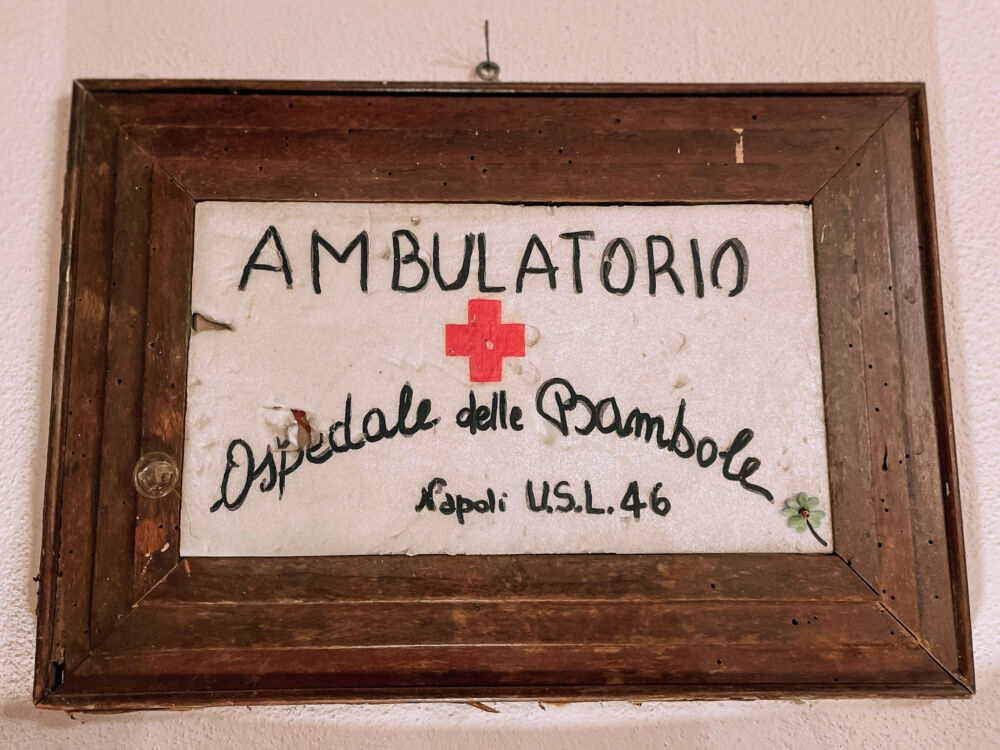 AMBULATORIO
Ospedale delle Bambole
Napoli U.S.L. 46